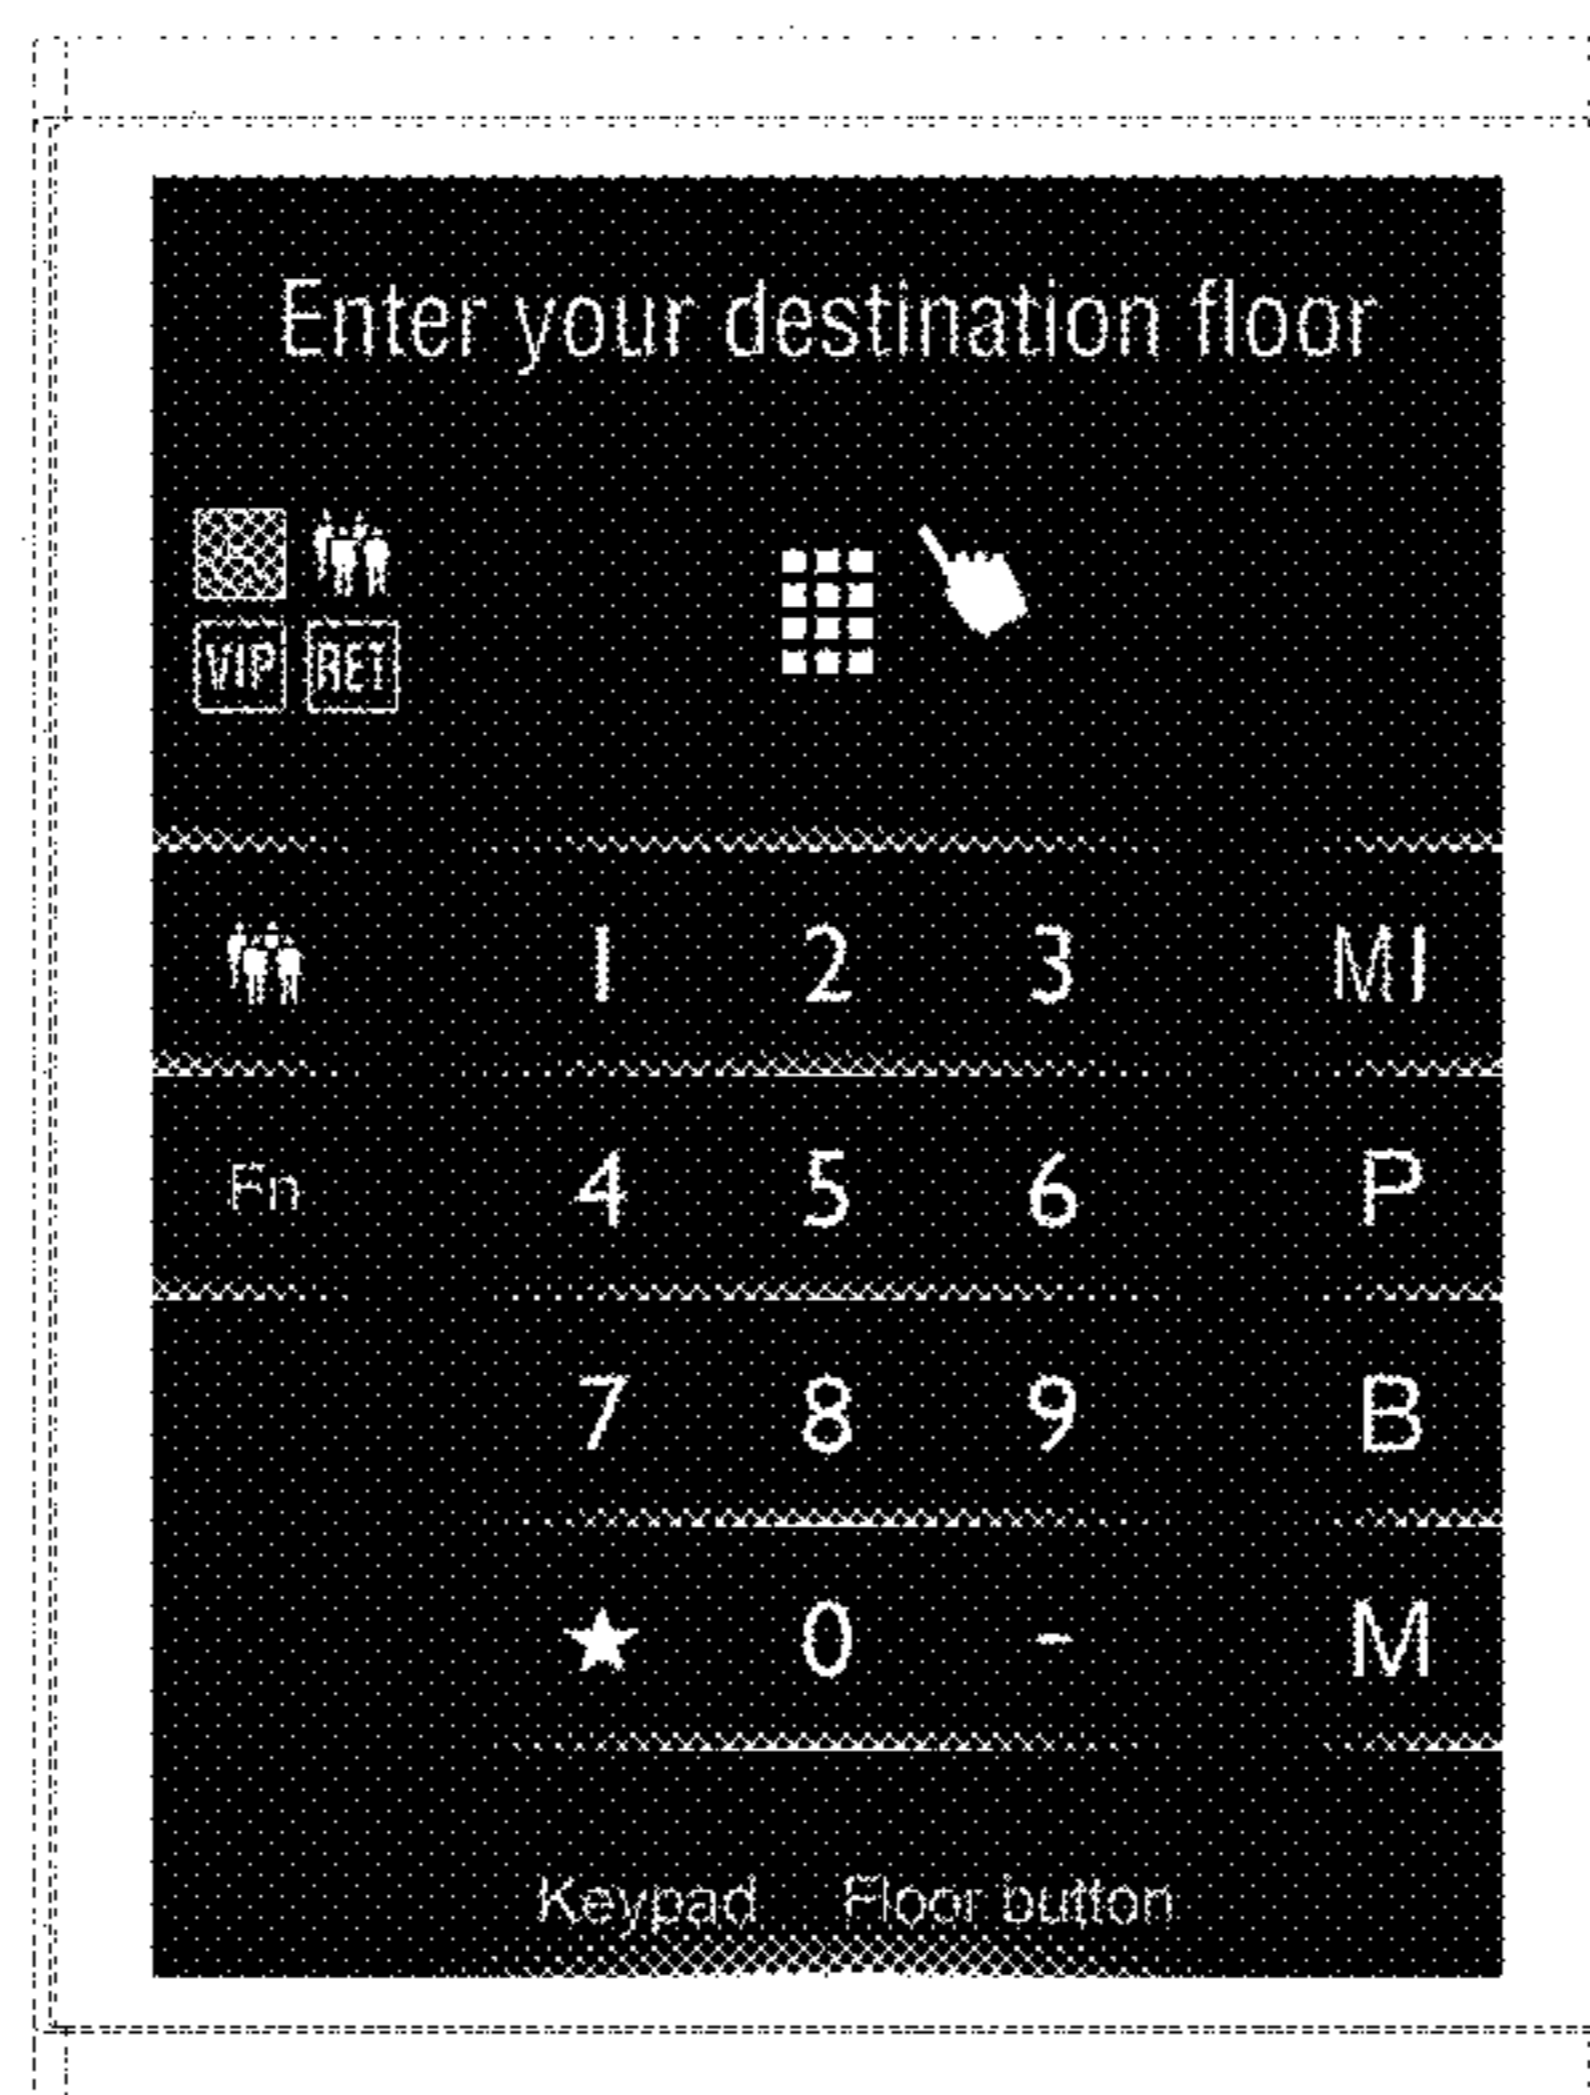 Enter your destination floor
VIP RET
1 2 3 M1
Fn 4 5 6 P
7 8 9 B
★ 0 - M
Keypad Floor button